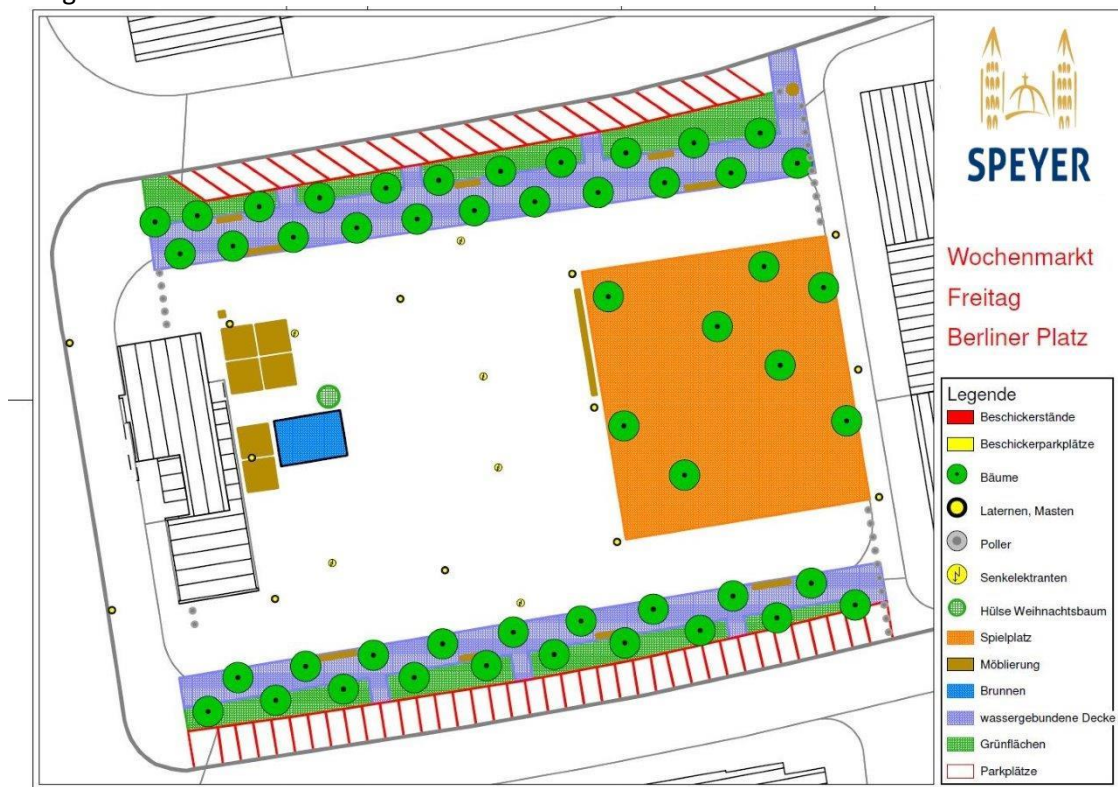 SPEYER
Wochenmarkt
Freitag
Berliner Platz
Legende
Beschickerstände
Beschickerparkplätze
Bäume
Laternen, Masten
Poller
Senkelektranten
Hülse Weihnachtsbaum
Spielplatz
Möblierung
Brunnen
wassergebundene Decke
Grünflächen
Parkplätze